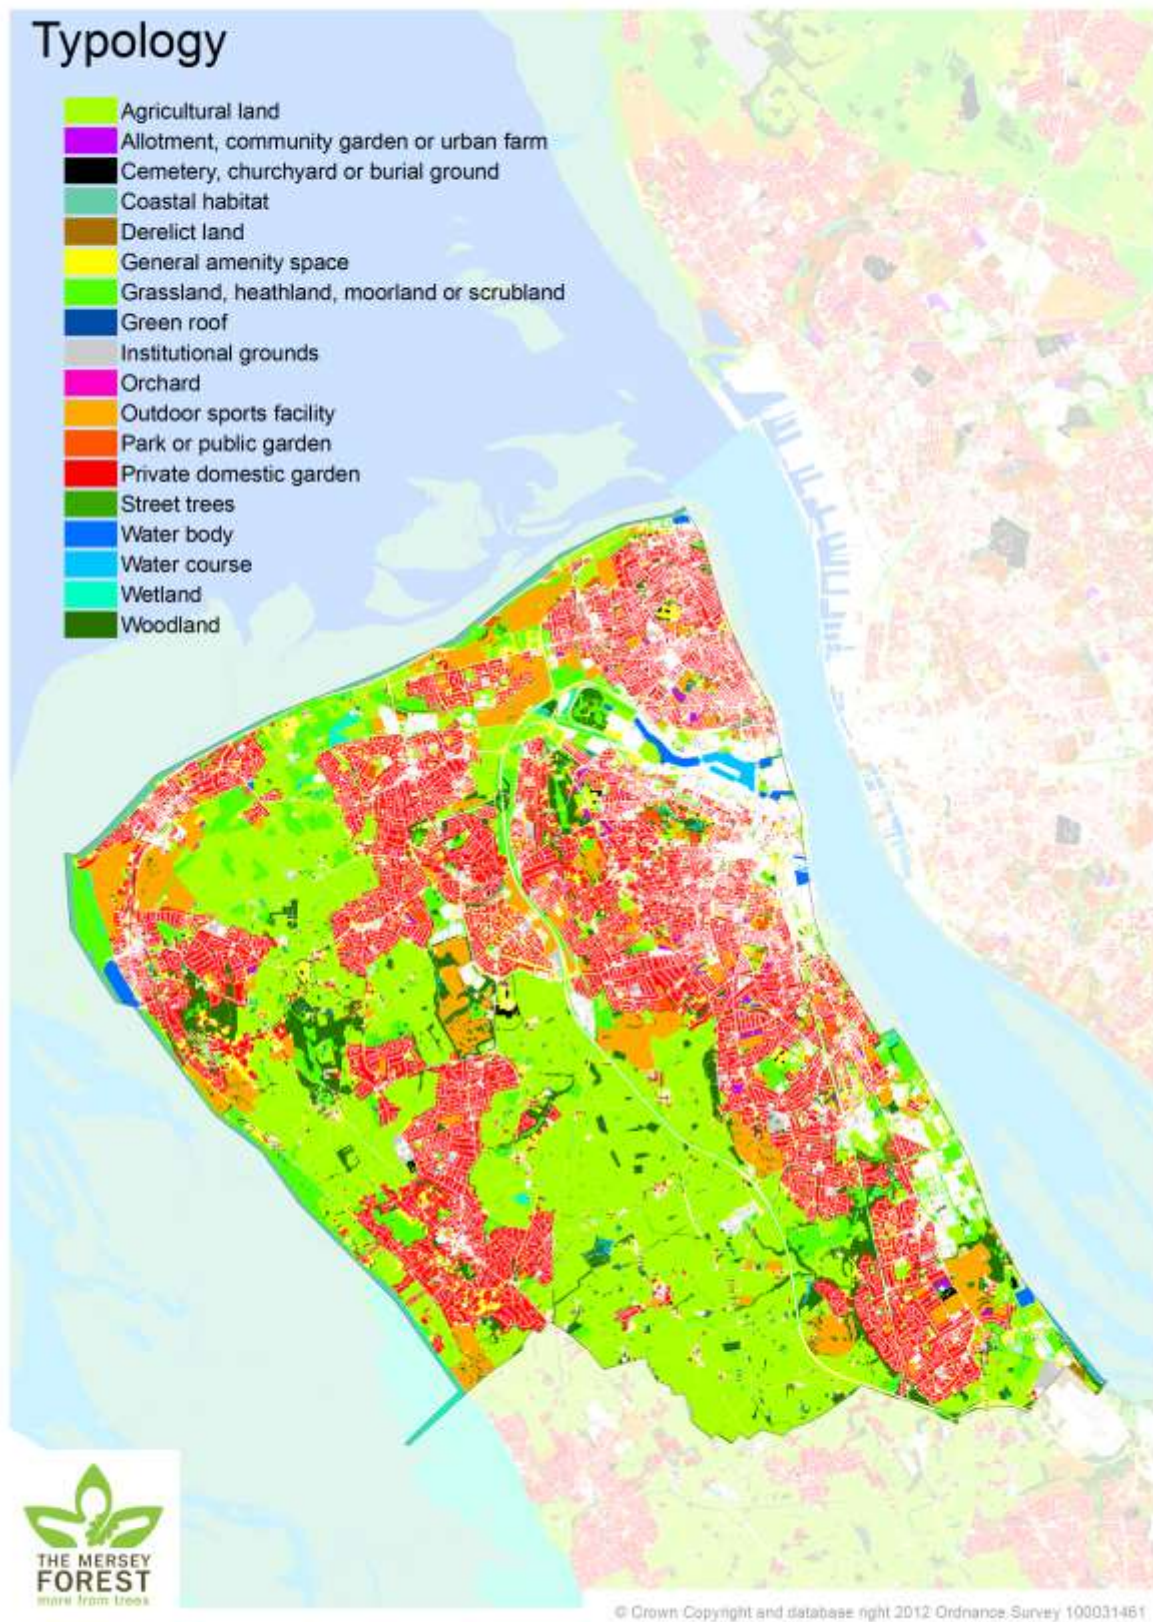 Typology
Agricultural land
Allotment, community garden or urban farm
Cemetery, churchyard or burial ground
Coastal habitat
Derelict land
General amenity space
Grassland, heathland, moorland or scrubland
Green roof
Institutional grounds
Orchard
Outdoor sports facility
Park or public garden
Private domestic garden
Street trees
Water body
Water course
Wetland
Woodland
THE MERSEY
FOREST
more from trees
© Crown Copyright and database right 2012 Ordnance Survey 100031461